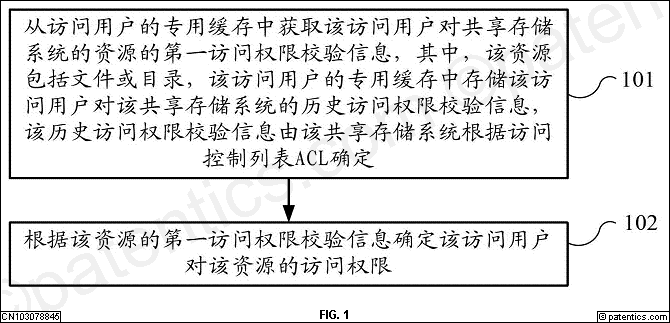 从访问用户的专用缓存中获取该访问用户对共享存储
系统的资源的第一访问权限校验信息，其中，该资源
包括文件或目录，该访问用户的专用缓存中存储该访
问用户对该共享存储系统的历史访问权限校验信息，
该历史访问权限校验信息由该共享存储系统根据访问
控制列表ACL确定
101
根据该资源的第一访问权限校验信息确定该访问用户
对该资源的访问权限
102
CN103078845
FIG. 1
©patentics.com
©patentics.com